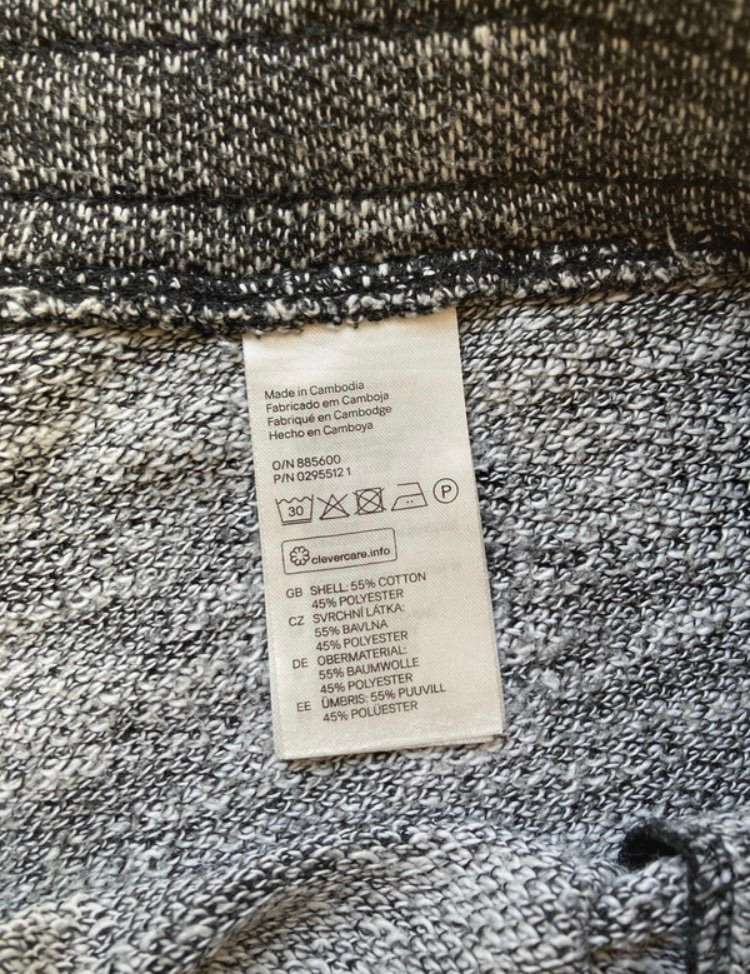 Made in Cambodia
Fabricado em Camboja
Fabriqué en Cambodge
Hecho en Camboya
O/N 885600
P/N 0295512 1
30 P
clevercare.info
GB SHELL: 55% COTTON
45% POLYESTER
CZ SVRCHNÍ LÁTKA:
55% BAVLNA
45% POLYESTER
DE OBERMATERIAL:
55% BAUMWOLLE
45% POLYESTER
EE ÜMBRIS: 55% PUUVILL
45% POLÜESTER